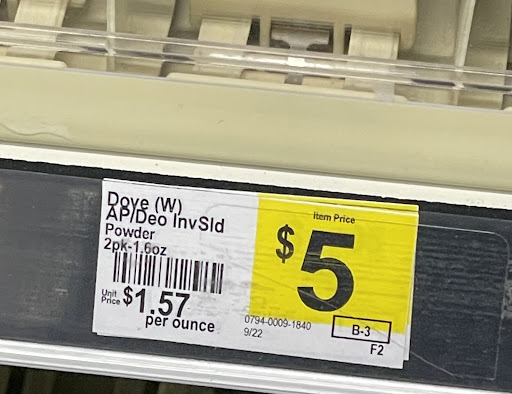 Dove (W)
AP/Deo InvSld
Powder
2pk-1.6oz
Unit
Price
$1.57
per ounce
Item Price
$5
0794-0009-1840
9/22
B-3
F2